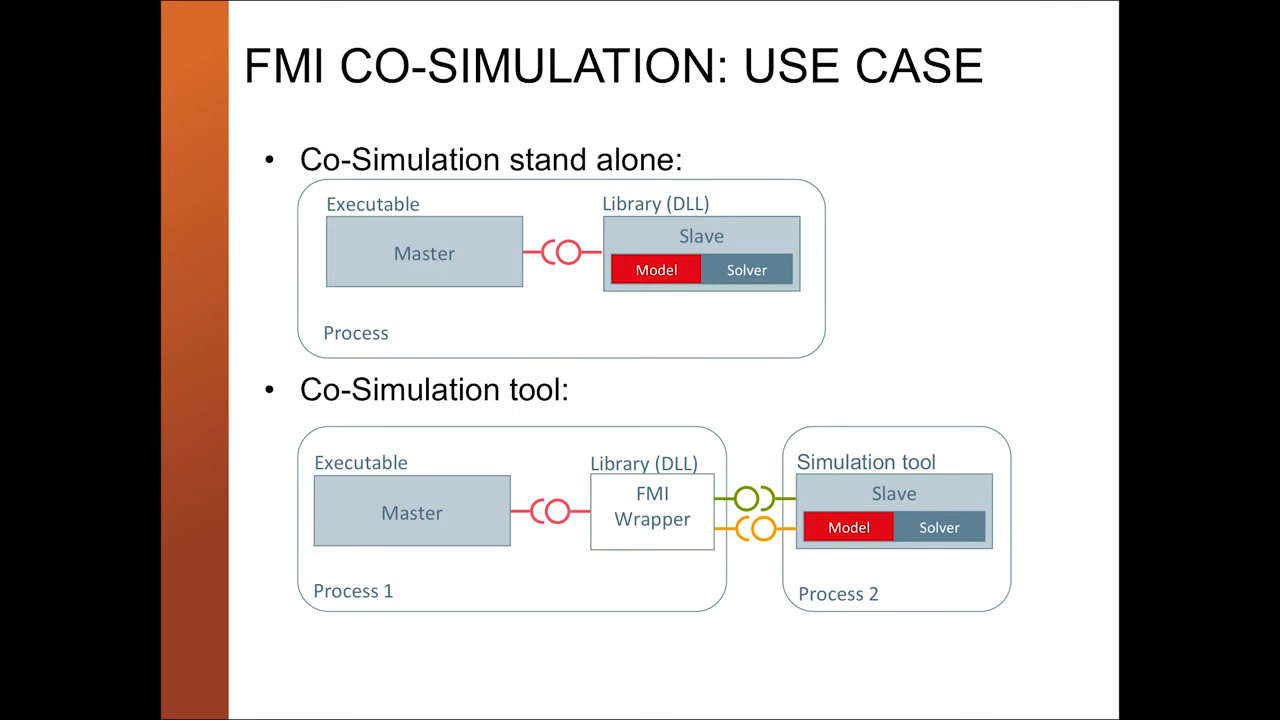 FMI CO-SIMULATION: USE CASE
• Co-Simulation stand alone:
Executable
Library (DLL)
Master
Slave
Model
Solver
Process
• Co-Simulation tool:
Executable
Library (DLL)
Simulation tool
Master
FMI
Wrapper
Slave
Model
Solver
Process 1
Process 2